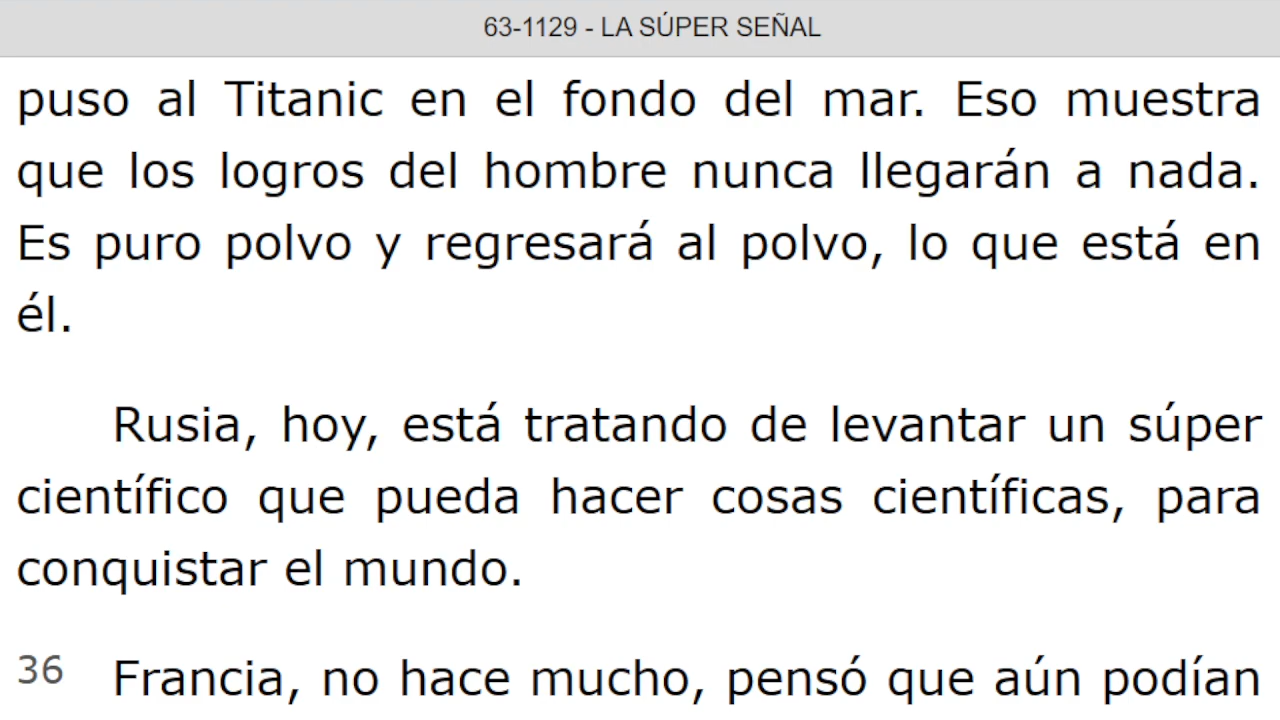 63-1129 - LA SÚPER SEÑAL
puso al Titanic en el fondo del mar. Eso muestra
que los logros del hombre nunca llegarán a nada.
Es puro polvo y regresará al polvo, lo que está en
él.
Rusia, hoy, está tratando de levantar un súper
científico que pueda hacer cosas científicas, para
conquistar el mundo.
36 Francia, no hace mucho, pensó que aún podían